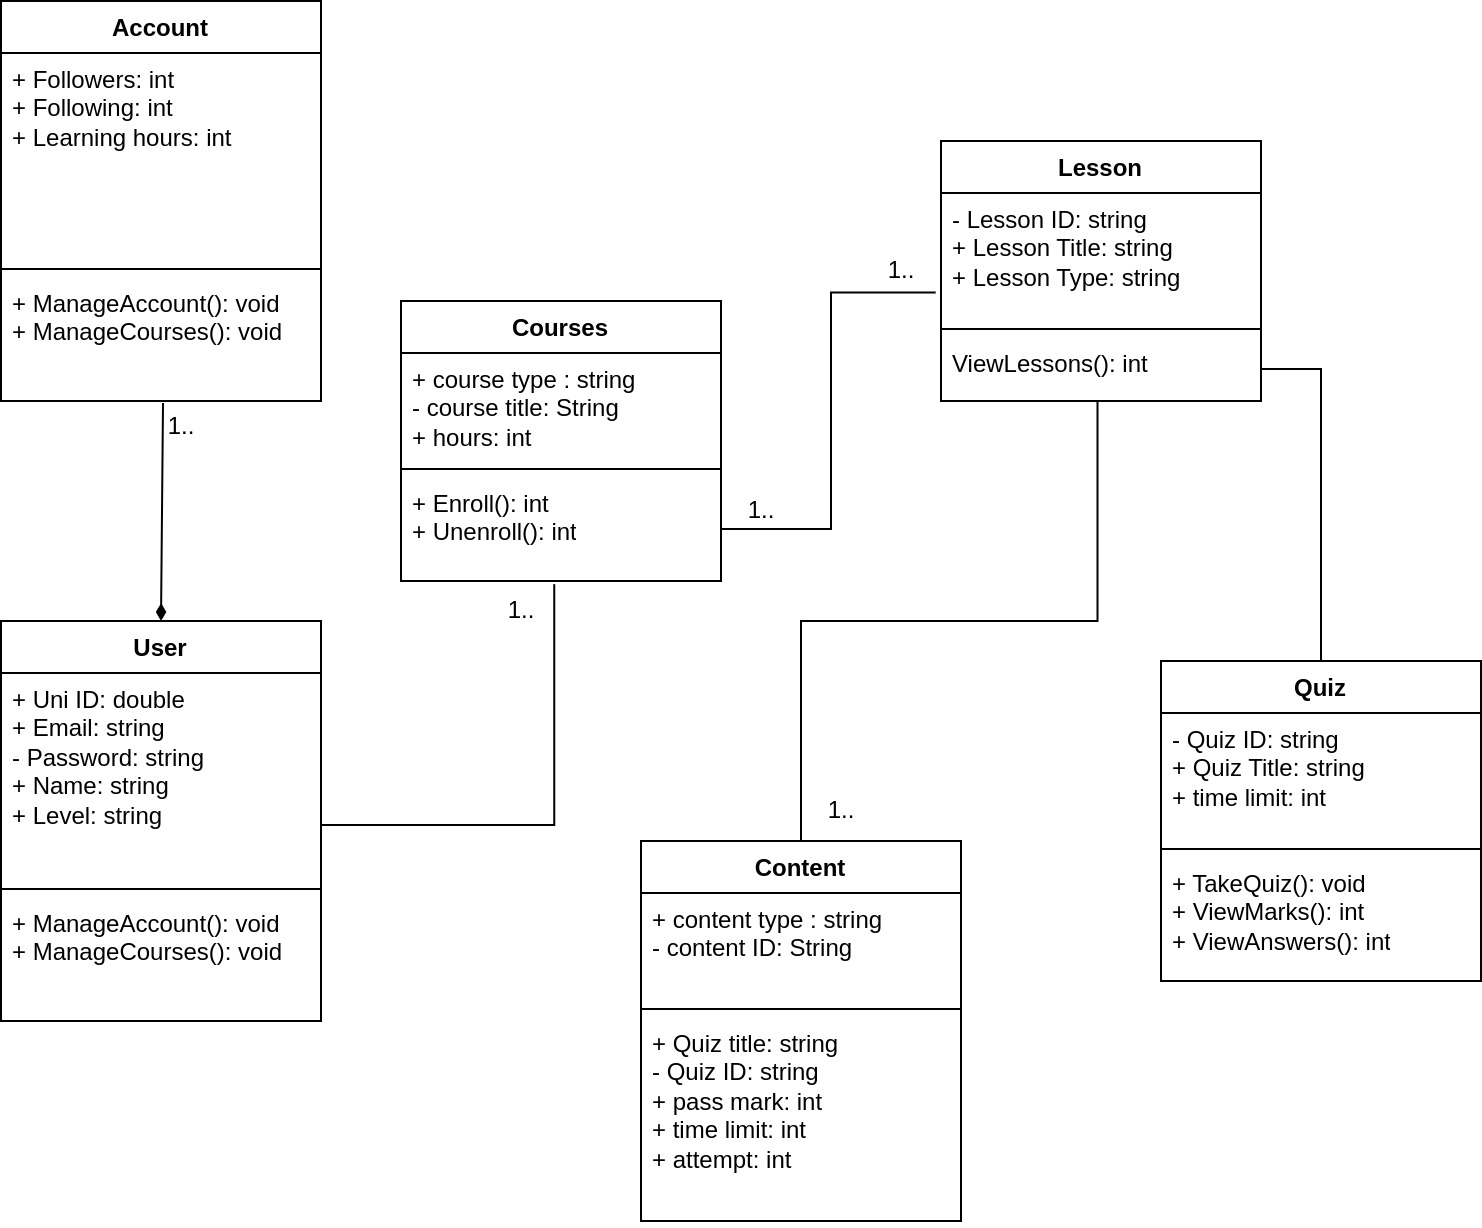 Account
+ Followers: int
+ Following: int
+ Learning hours: int
+ ManageAccount(): void
+ ManageCourses(): void
1..
User
+ Uni ID: double
+ Email: string
- Password: string
+ Name: string
+ Level: string
+ ManageAccount(): void
+ ManageCourses(): void
Courses
+ course type : string
- course title: String
+ hours: int
+ Enroll(): int
+ Unenroll(): int
1..
1..
1..
Lesson
- Lesson ID: string
+ Lesson Title: string
+ Lesson Type: string
ViewLessons(): int
1..
Content
+ content type : string
- content ID: String
+ Quiz title: string
- Quiz ID: string
+ pass mark: int
+ time limit: int
+ attempt: int
Quiz
- Quiz ID: string
+ Quiz Title: string
+ time limit: int
+ TakeQuiz(): void
+ ViewMarks(): int
+ ViewAnswers(): int